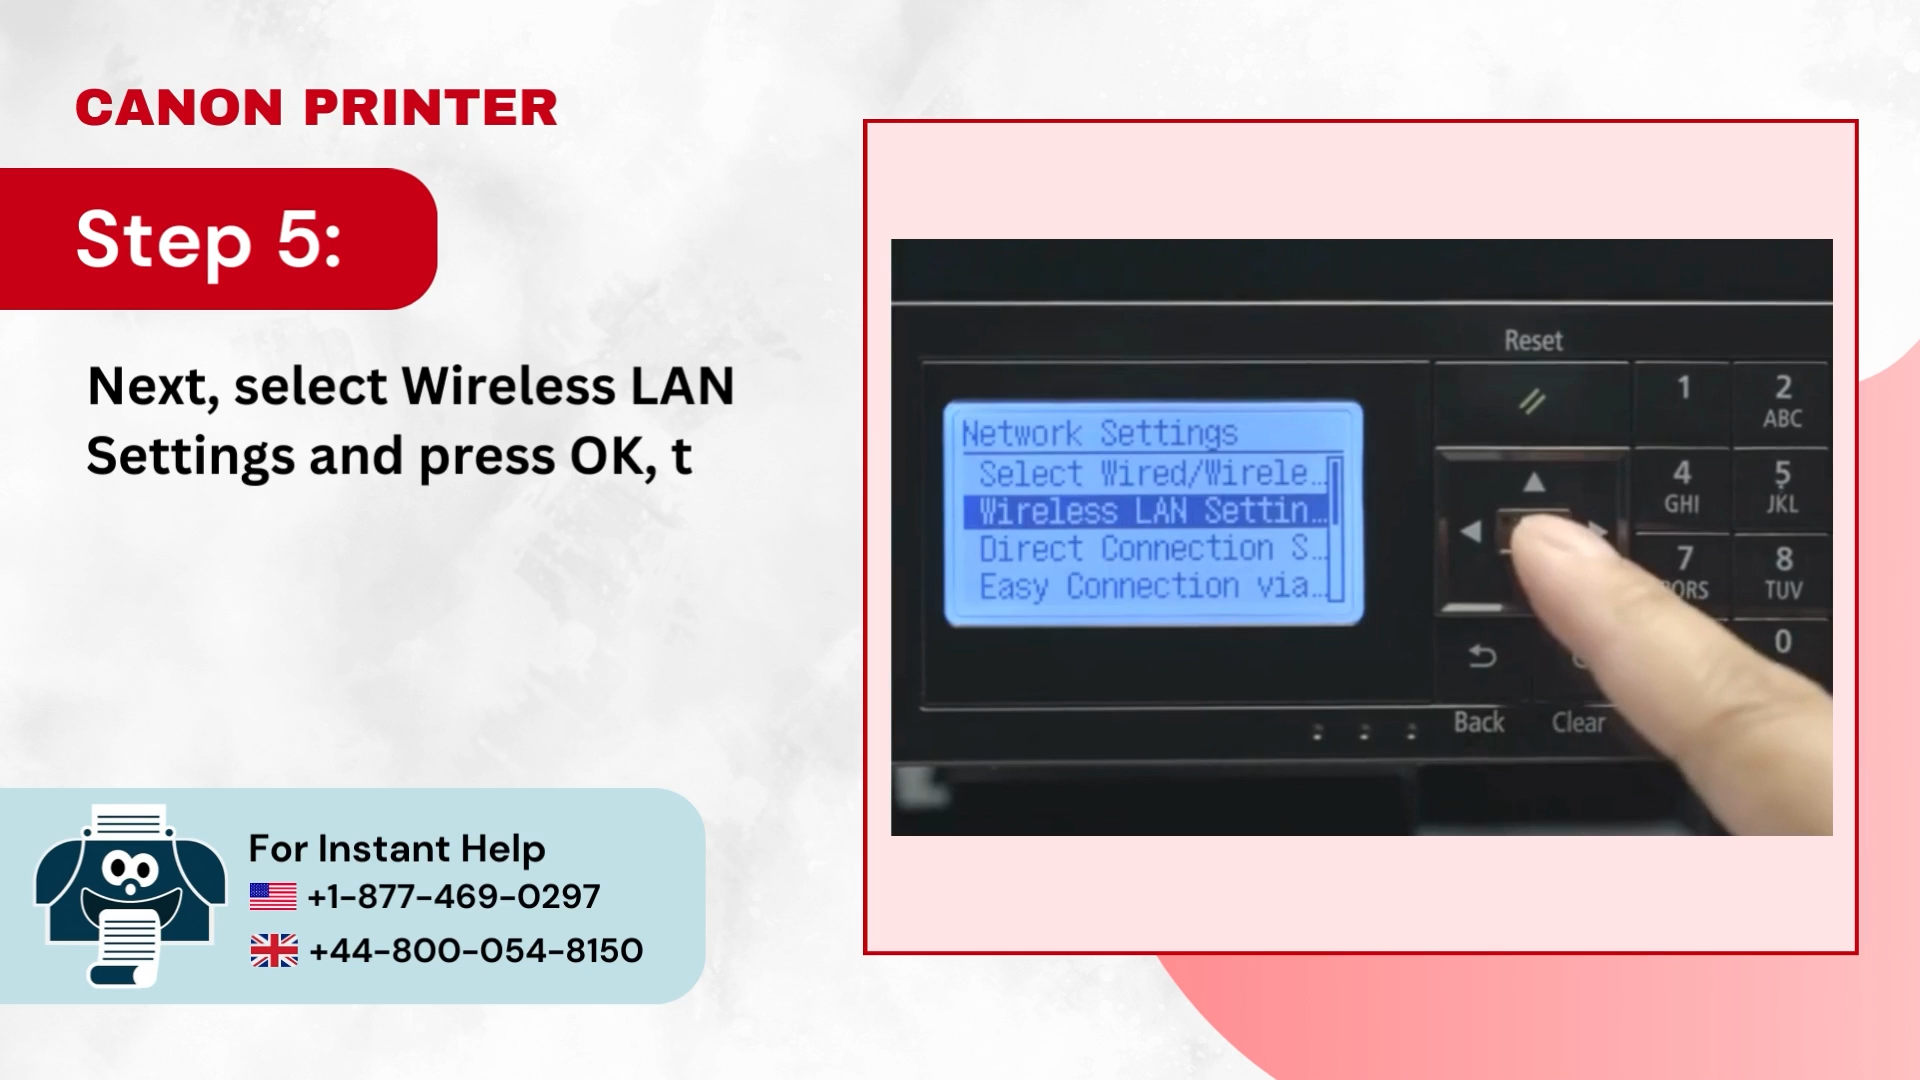 CANON PRINTER
Step 5:
Next, select Wireless LAN
Settings and press OK, t
For Instant Help
+1-877-469-0297
+44-800-054-8150
Network Settings
Select Wired/Wirele…
Wireless LAN Settin…
Direct Connection S…
Easy Connection via…
Reset
1
2
ABC
4
GHI
5
JKL
7
PQRS
8
TUV
0
Back
Clear